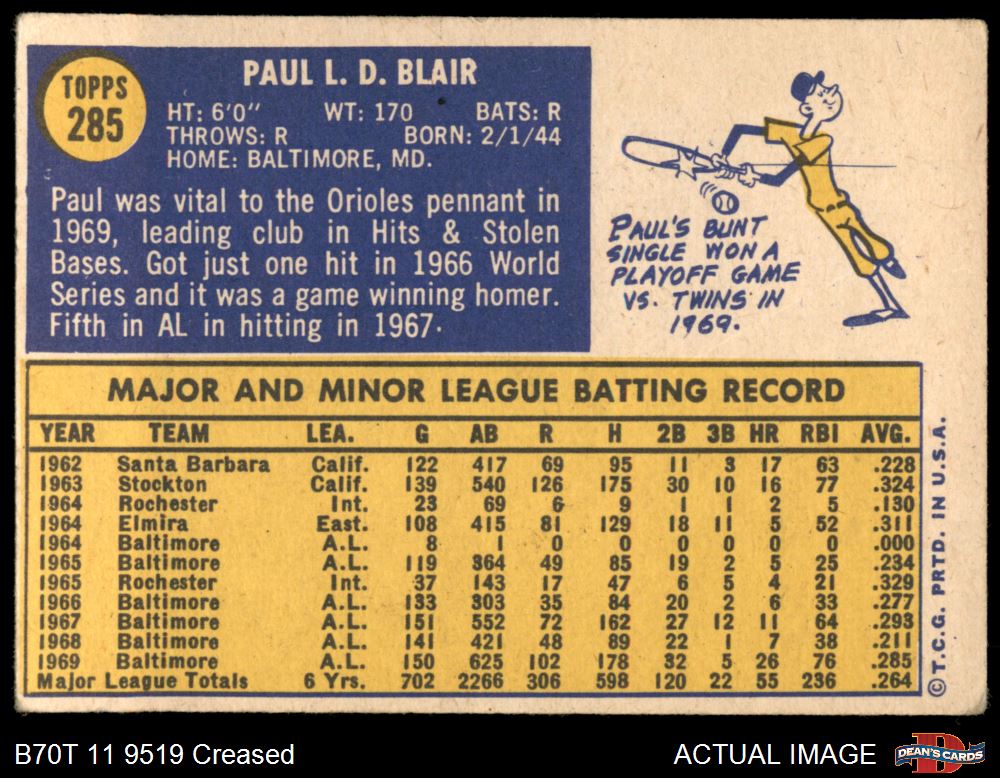 TOPPS
285
PAUL L. D. BLAIR
HT: 6'0" WT: 170 BATS: R
THROWS: R BORN: 2/1/44
HOME: BALTIMORE, MD.
Paul was vital to the Orioles pennant in
1969, leading club in Hits & Stolen
Bases. Got just one hit in 1966 World
Series and it was a game winning homer.
Fifth in AL in hitting in 1967.
PAUL'S BUNT
SINGLE WON A
PLAYOFF GAME
VS. TWINS IN
1969.
MAJOR AND MINOR LEAGUE BATTING RECORD
YEAR TEAM LEA. G AB R H 2B 3B HR RBI AVG.
1962 Santa Barbara Calif. 122 417 69 95 11 3 17 63 .228
1963 Stockton Calif. 139 540 126 175 30 10 16 77 .324
1964 Rochester Int. 23 69 6 9 1 1 2 5 .130
1964 Elmira East. 108 415 81 129 18 11 5 52 .311
1964 Baltimore A.L. 8 1 0 0 0 0 0 0 .000
1965 Baltimore A.L. 119 364 49 85 19 2 5 25 .234
1965 Rochester Int. 37 143 17 47 6 5 4 21 .329
1966 Baltimore A.L. 133 303 35 84 20 2 6 33 .277
1967 Baltimore A.L. 151 552 72 162 27 12 11 64 .293
1968 Baltimore A.L. 141 421 48 89 22 1 7 38 .211
1969 Baltimore A.L. 150 625 102 178 32 5 26 76 .285
Major League Totals 6 Yrs. 702 2266 306 598 120 22 55 236 .264
© T.C.G. PRTD. IN U.S.A.
B70T 11 9519 Creased
ACTUAL IMAGE
DEAN'S CARDS